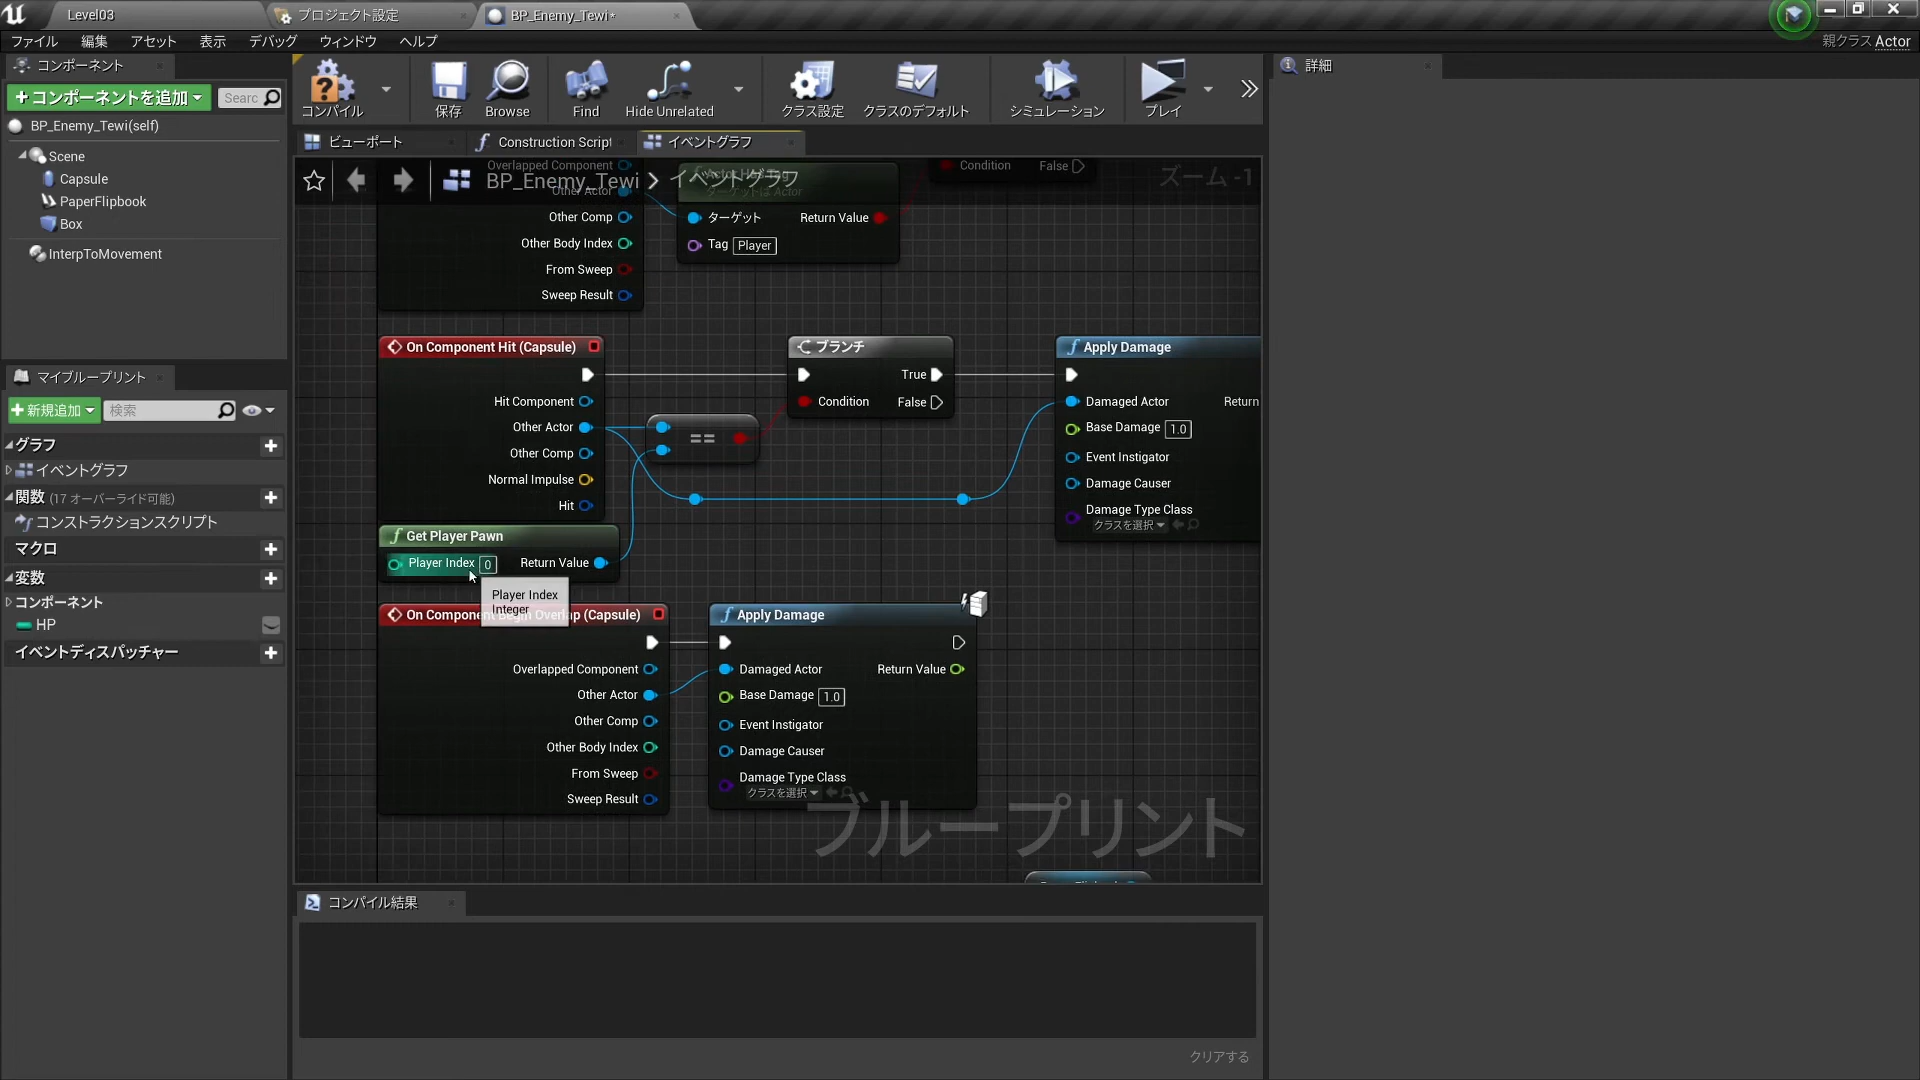 Level03
プロジェクト設定
BP_Enemy_Tewi*
ファイル 編集 アセット 表示 デバッグ ウィンドウ ヘルプ
親クラス Actor
コンポーネント
+コンポーネントを追加
Searc
BP_Enemy_Tewi(self)
Scene
Capsule
PaperFlipbook
Box
InterpToMovement
マイブループリント
+新規追加
検索
グラフ
イベントグラフ
関数 (17 オーバーライド可能)
コンストラクションスクリプト
マクロ
変数
コンポーネント
HP
イベントディスパッチャー
コンパイル
保存
Browse
Find
Hide Unrelated
クラス設定
クラスのデフォルト
シミュレーション
プレイ
ビューポート
Construction Script
イベントグラフ
BP_Enemy_Tewi > イベントグラフ
ズーム -1
Overlapped Component
Other Actor
Other Comp
Other Body Index
From Sweep
Sweep Result
Actor Has Tag
ターゲットは Actor
ターゲット
Return Value
Tag Player
Condition
False
On Component Hit (Capsule)
Hit Component
Other Actor
Other Comp
Normal Impulse
Hit
==
ブランチ
True
Condition
False
Apply Damage
Damaged Actor
Return
Base Damage 1.0
Event Instigator
Damage Causer
Damage Type Class
クラスを選択
Get Player Pawn
Player Index 0
Return Value
Player Index
Integer
On Component Begin Overlap (Capsule)
Overlapped Component
Other Actor
Other Comp
Other Body Index
From Sweep
Sweep Result
Apply Damage
Damaged Actor
Return Value
Base Damage 1.0
Event Instigator
Damage Causer
Damage Type Class
クラスを選択
ブループリント
コンパイル結果
クリアする
詳細